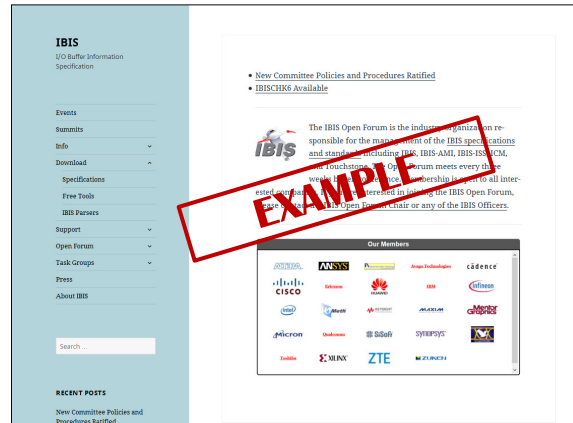 IBIS
I/O Buffer Information
Specification
Events
Summits
Info
Download
Specifications
Free Tools
IBIS Parsers
Support
Open Forum
Task Groups
Press
About IBIS
Search …
RECENT POSTS
New Committee Policies and
Procedures Ratified
New Committee Policies and Procedures Ratified
IBISCHK6 Available
IBIS
The IBIS Open Forum is the industry organization re-
sponsible for the management of the IBIS specifications
and standards including IBIS, IBIS-AMI, IBIS-ISS, ICM,
and Touchstone. The Open Forum meets every three
weeks by teleconference. Membership is open to all inter-
ested companies. If you are interested in joining the IBIS Open Forum,
please contact the IBIS Open Forum Chair or any of the IBIS Officers.
EXAMPLE
Our Members
ALTERA ANSYS Avago Technologies cādence
CISCO Ericsson HUAWEI IBM infineon
intel KEYSIGHT MAXIM Mentor Graphics
Micron Qualcomm SiSoft SYNOPSYS
Toshiba XILINX ZTE ZUKEN